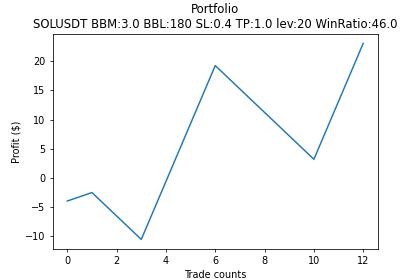 Portfolio
SOLUSDT BBM:3.0 BBL:180 SL:0.4 TP:1.0 lev:20 WinRatio:46.0
Profit ($)
20
15
10
5
0
−5
−10
0 2 4 6 8 10 12
Trade counts